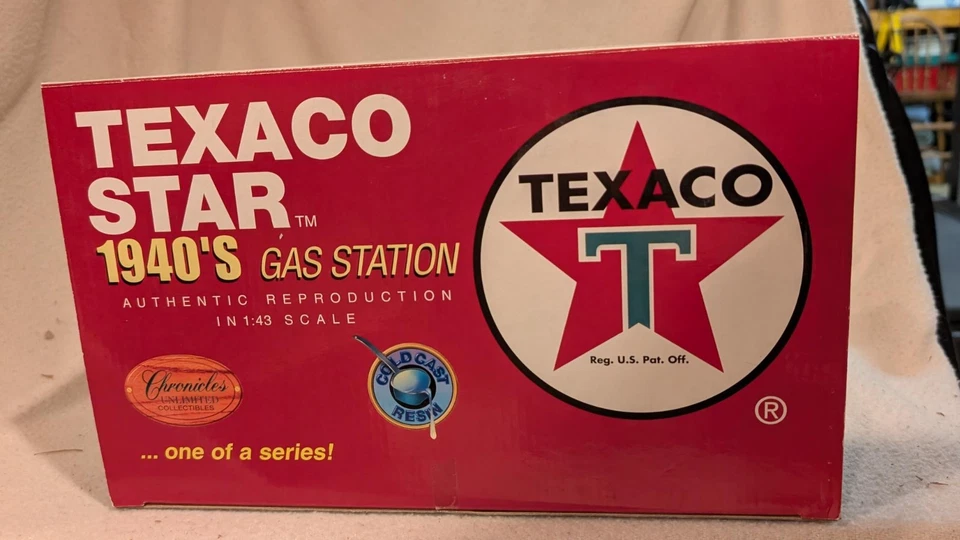 TEXACO
STAR™
1940'S GAS STATION
AUTHENTIC REPRODUCTION
IN 1:43 SCALE
Chronicles
UNLIMITED
COLLECTIBLES
COLD CAST
RESIN
... one of a series!
TEXACO
T
Reg. U.S. Pat. Off.
®